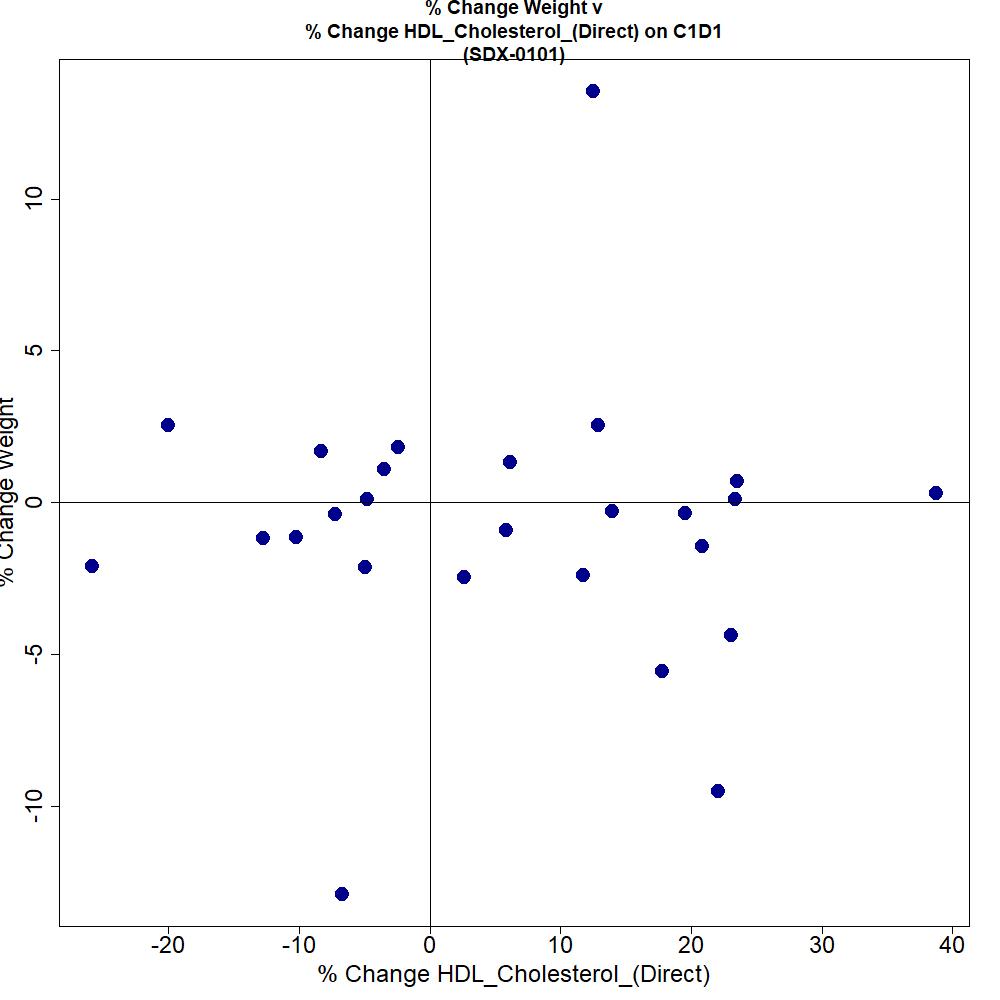 % Change Weight v
% Change HDL_Cholesterol_(Direct) on C1D1
(SDX-0101)
10
5
0
-5
-10
% Change Weight
-20
-10
0
10
20
30
40
% Change HDL_Cholesterol_(Direct)